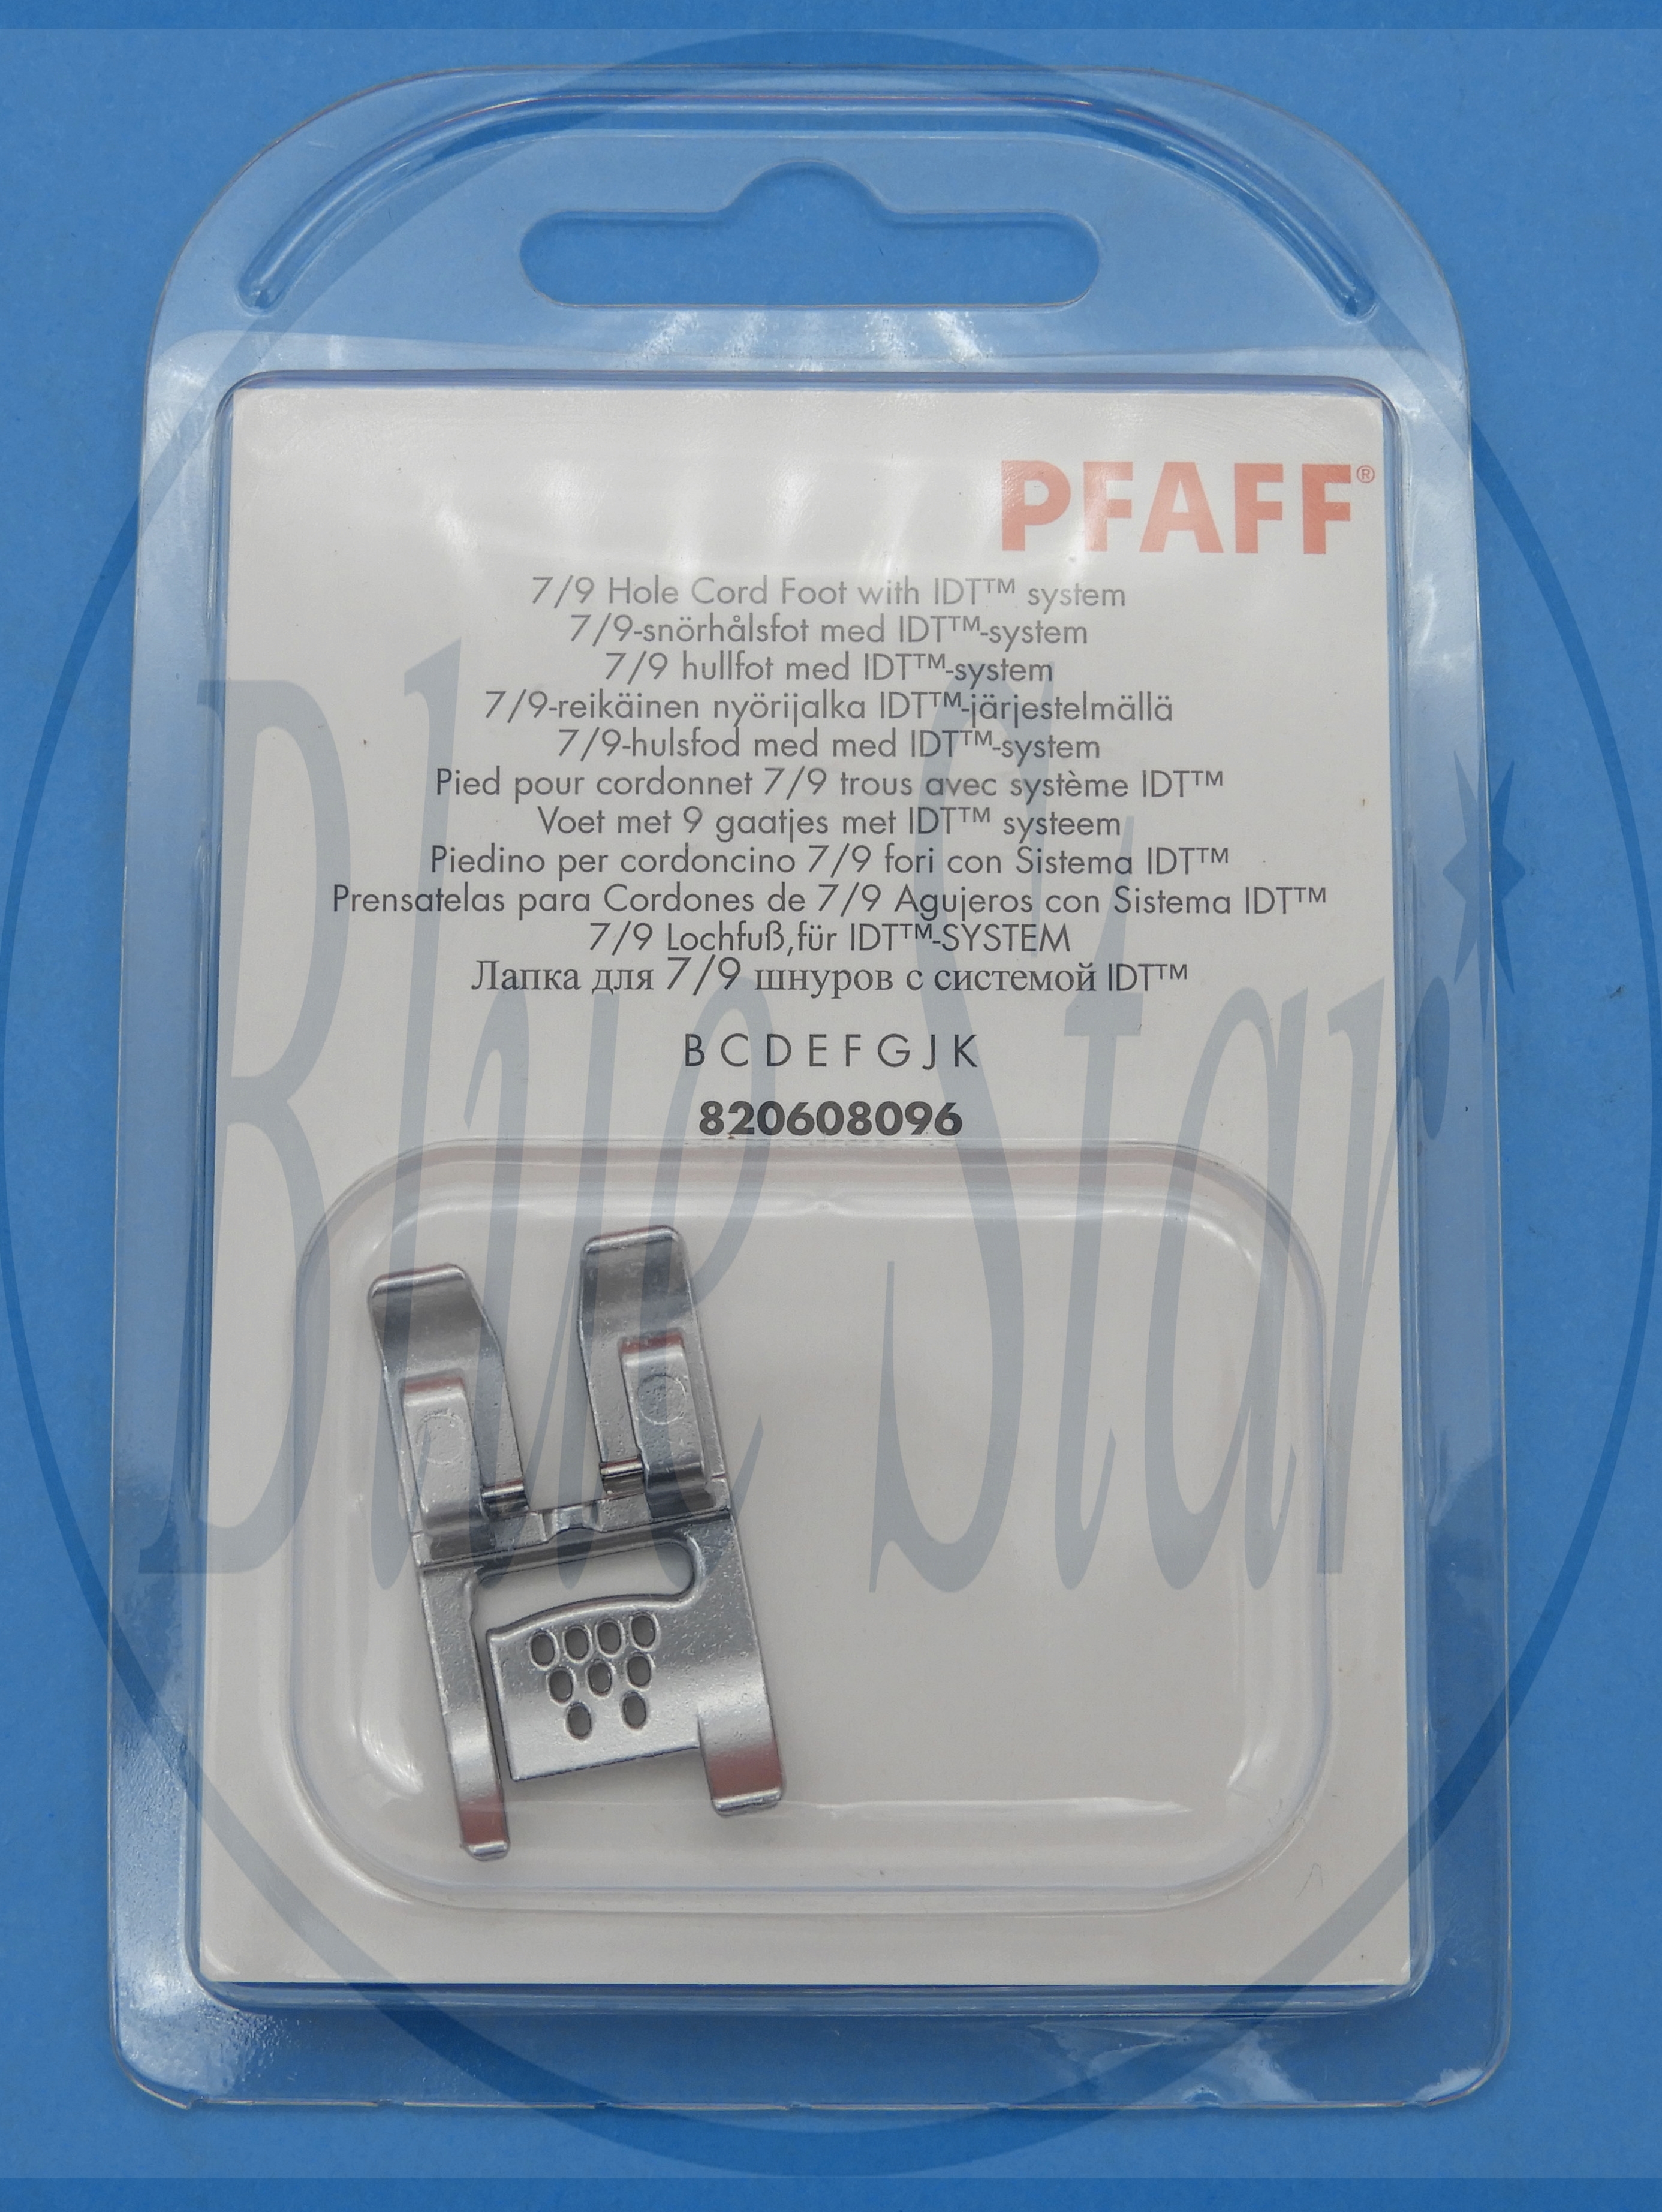 PFAFF®
7/9 Hole Cord Foot with IDT™ system
7/9-snörhålsfot med IDT™-system
7/9 hullfot med IDT™-system
7/9-reikäinen nyörijalka IDT™-järjestelmällä
7/9-hulsfod med med IDT™-system
Pied pour cordonnet 7/9 trous avec système IDT™
Voet met 9 gaatjes met IDT™ systeem
Piedino per cordoncino 7/9 fori con Sistema IDT™
Prensatelas para Cordones de 7/9 Agujeros con Sistema IDT™
7/9 Lochfuß,für IDT™-SYSTEM
Лапка для 7/9 шнуров с системой IDT™
B C D E F G J K
820608096
Blue Star